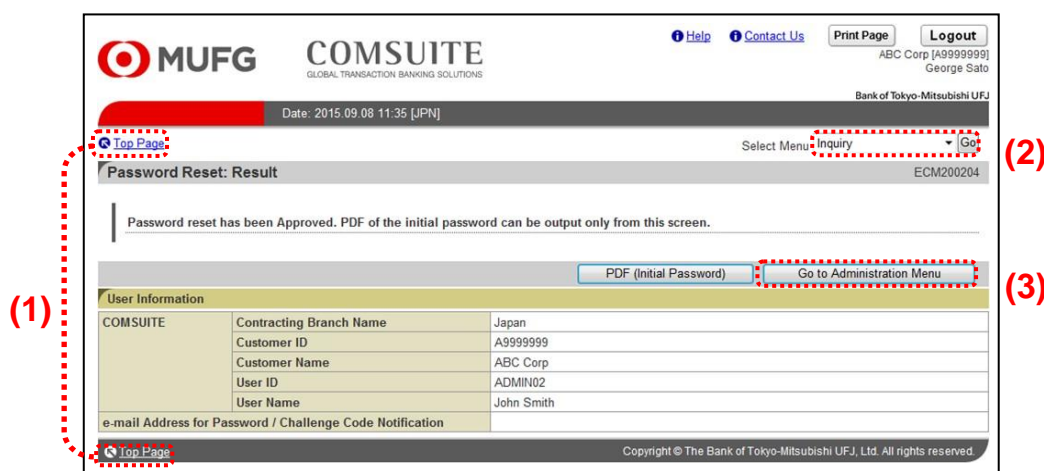 MUFG
COMSUITE
GLOBAL TRANSACTION BANKING SOLUTIONS
Help Contact Us Print Page Logout
ABC Corp [A9999999]
George Sato
Bank of Tokyo-Mitsubishi UFJ
Date: 2015.09.08 11:35 [JPN]
Top Page Select Menu Inquiry Go (2)
Password Reset: Result ECM200204
Password reset has been Approved. PDF of the initial password can be output only from this screen.
PDF (Initial Password) Go to Administration Menu
(3)
(1)
User Information
COMSUITE Contracting Branch Name Japan
Customer ID A9999999
Customer Name ABC Corp
User ID ADMIN02
User Name John Smith
e-mail Address for Password / Challenge Code Notification
Top Page Copyright © The Bank of Tokyo-Mitsubishi UFJ, Ltd. All rights reserved.